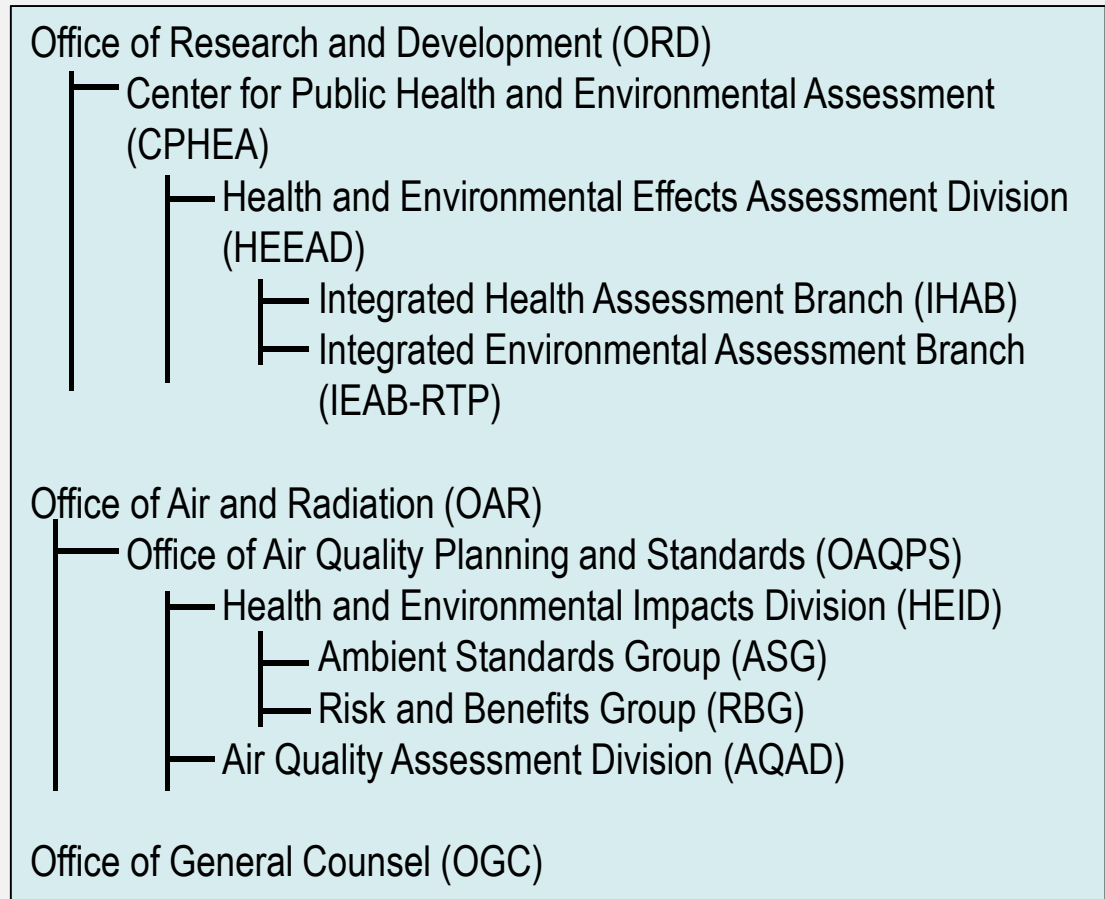 Office of Research and Development (ORD)
Center for Public Health and Environmental Assessment
(CPHEA)
Health and Environmental Effects Assessment Division
(HEEAD)
Integrated Health Assessment Branch (IHAB)
Integrated Environmental Assessment Branch
(IEAB-RTP)
Office of Air and Radiation (OAR)
Office of Air Quality Planning and Standards (OAQPS)
Health and Environmental Impacts Division (HEID)
Ambient Standards Group (ASG)
Risk and Benefits Group (RBG)
Air Quality Assessment Division (AQAD)
Office of General Counsel (OGC)